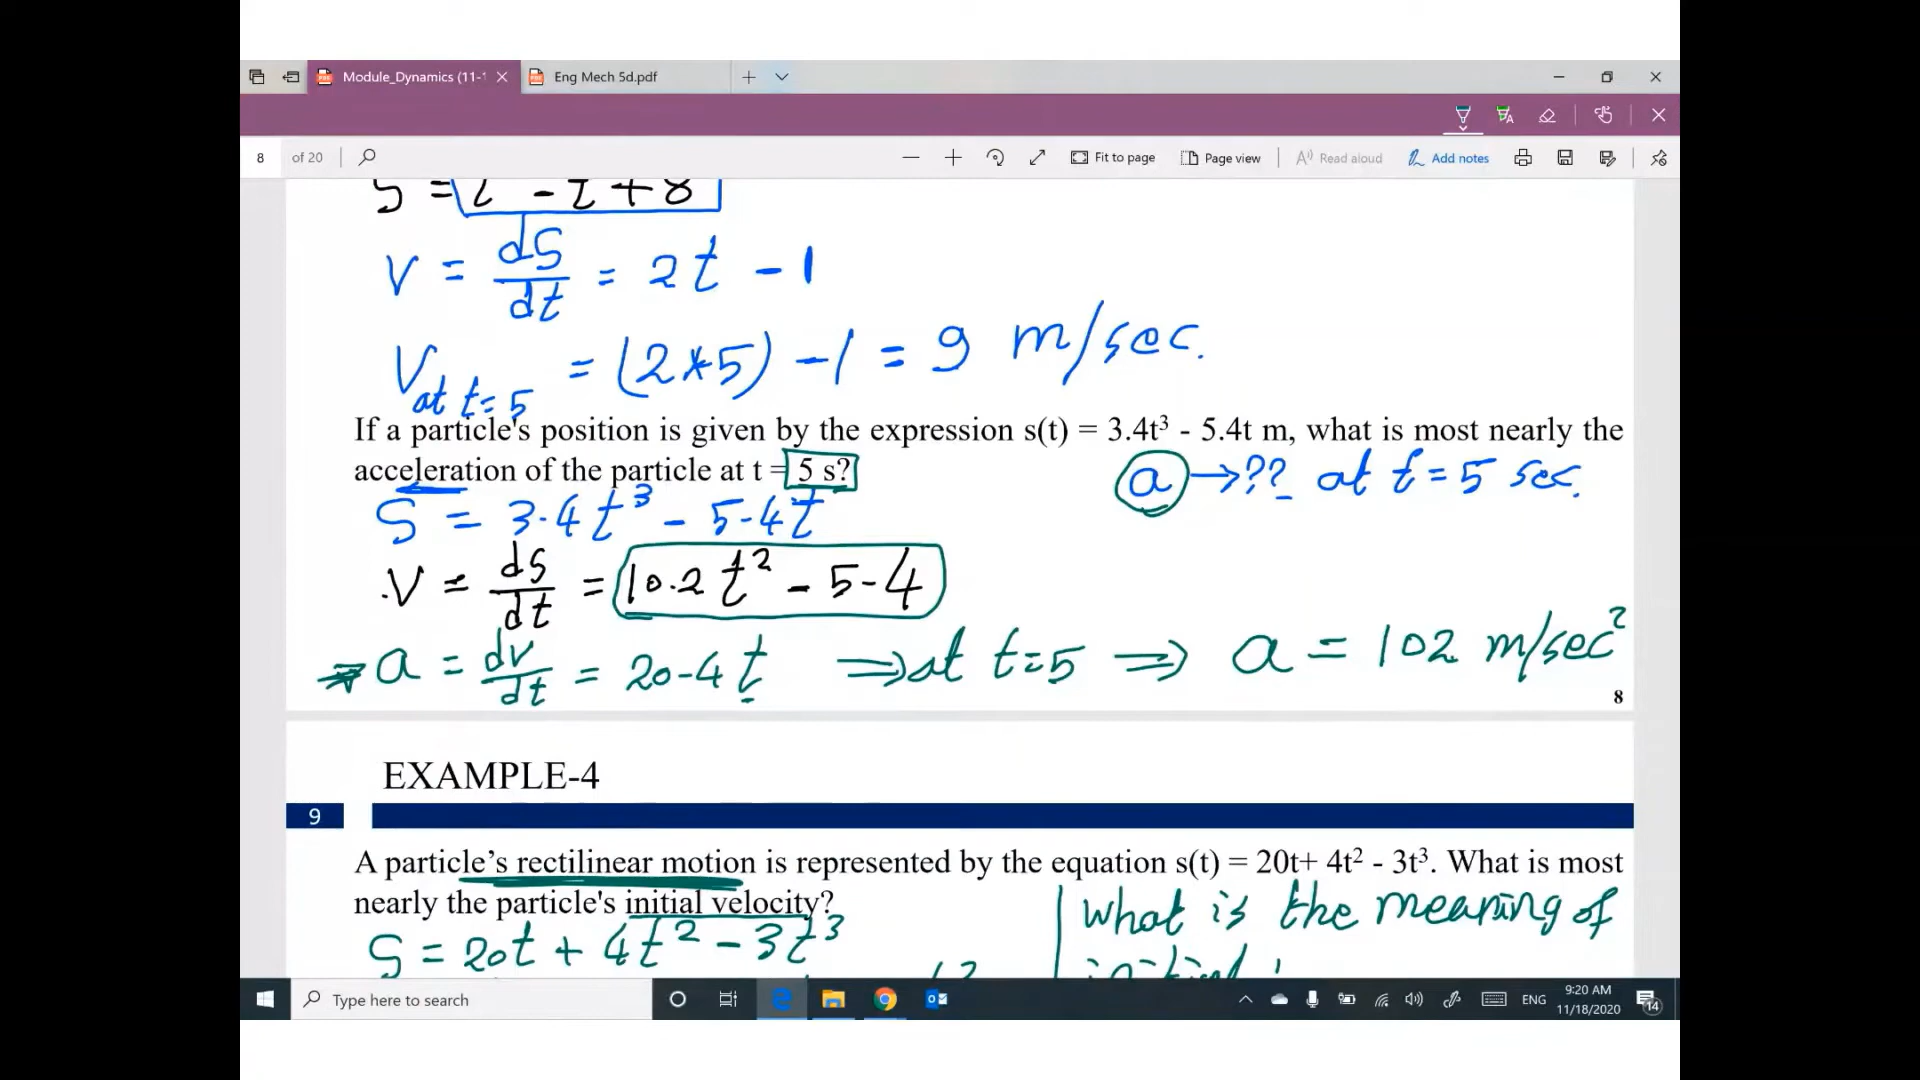 Module_Dynamics (11-1
Eng Mech 5d.pdf
8 of 20
Fit to page
Page view
Read aloud
Add notes
S = t - t + 8
V = dS/dt = 2t - 1
V at t=5 = (2*5) - 1 = 9 m/sec.
If a particle's position is given by the expression s(t) = 3.4t³ - 5.4t m, what is most nearly the
acceleration of the particle at t = 5 s?
a → ?? at t = 5 sec.
S = 3.4t³ - 5.4t
V = dS/dt = 10.2t² - 5.4
a = dv/dt = 20.4t ⇒ at t=5 ⇒ a = 102 m/sec²
8
EXAMPLE-4
9
A particle’s rectilinear motion is represented by the equation s(t) = 20t+ 4t² - 3t³. What is most
nearly the particle's initial velocity?
What is the meaning of
S = 20t + 4t² - 3t³
initial
Type here to search
ENG
9:20 AM
11/18/2020
14